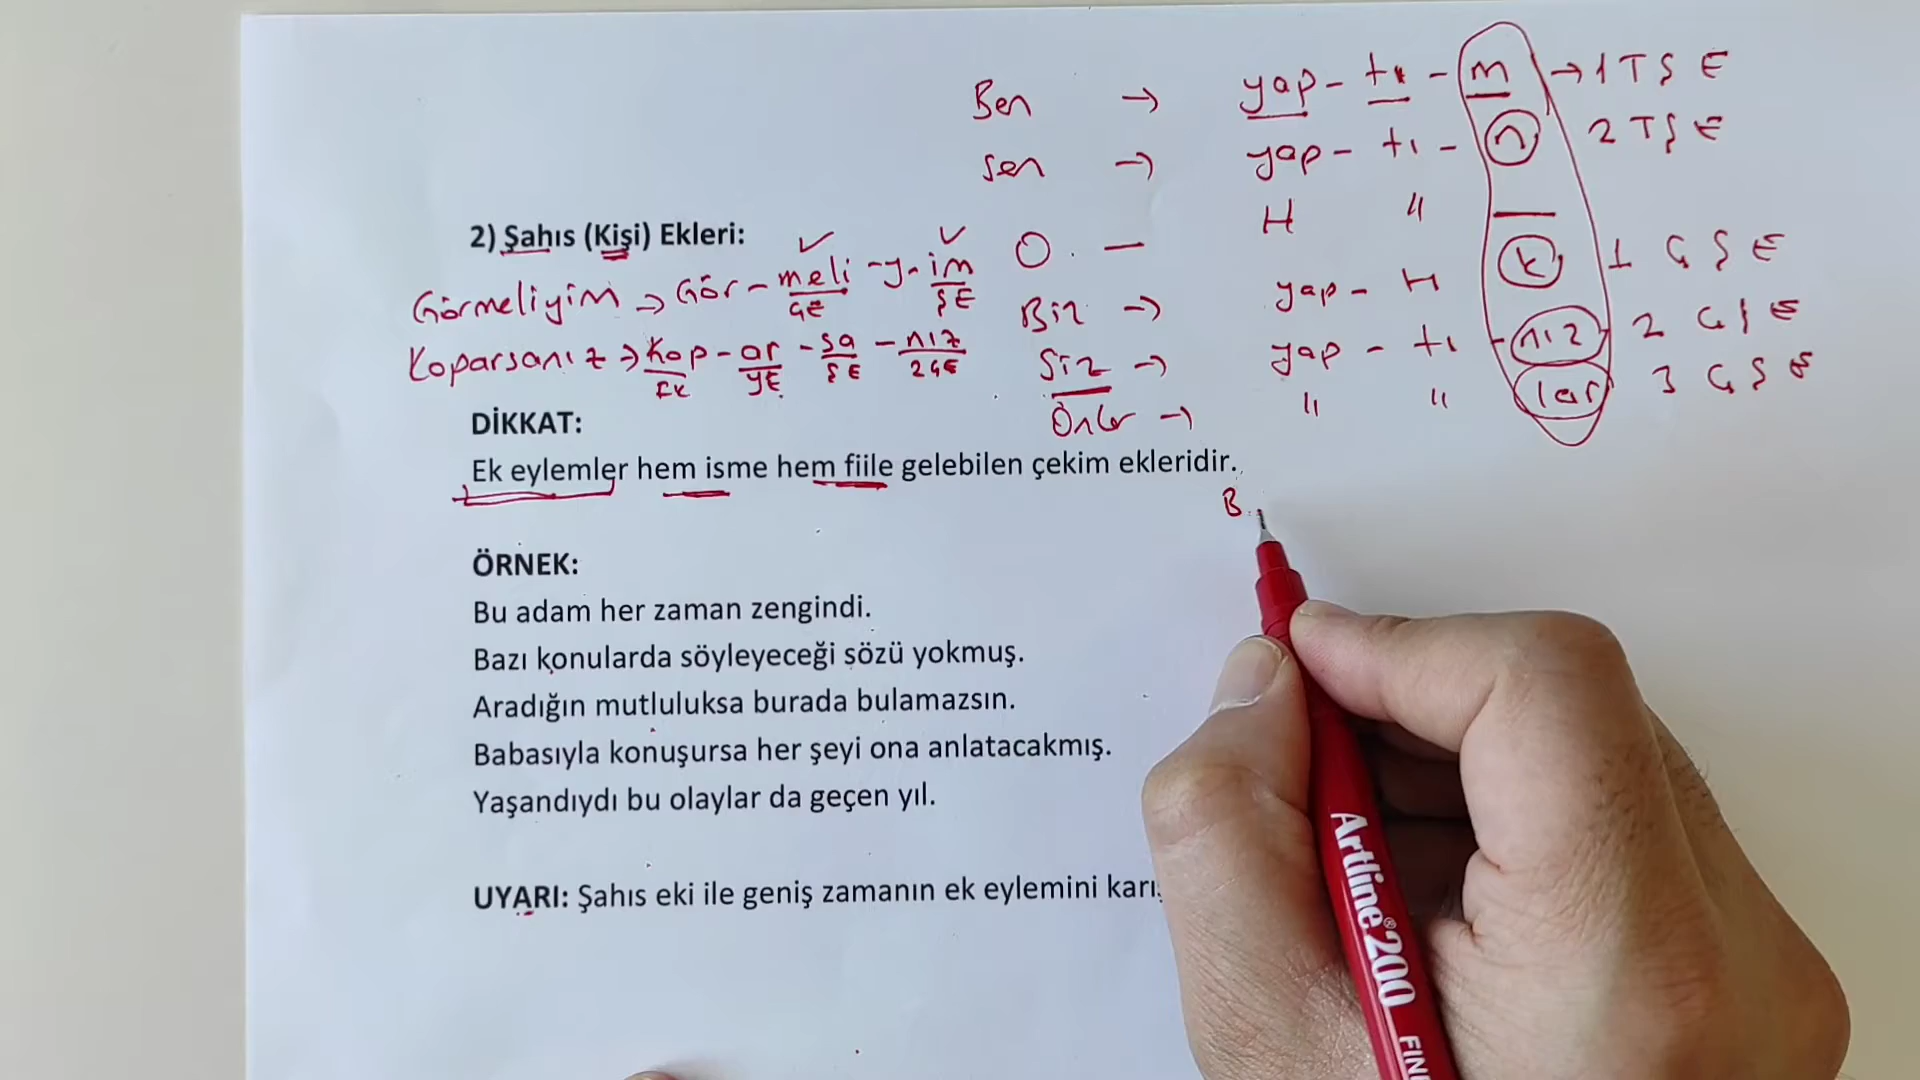 Ben → yap - tı - m → 1 T Ş E
Sen → yap - tı - n 2 T Ş E
O - H " —
Biz → yap - H k 1 Ç Ş E
Siz → yap - tı - nız 2 Ç Ş E
Onlar → " " lar 3 Ç Ş E
2) Şahıs (Kişi) Ekleri:
Görmeliyim → Gör - meli - y - im
GE ŞE
Koparsanız → Kop - ar - sa - nız
FK YE ŞE 2ÇE
DİKKAT:
Ek eylemler hem isme hem fiile gelebilen çekim ekleridir.
B.
ÖRNEK:
Bu adam her zaman zengindi.
Bazı konularda söyleyeceği sözü yokmuş.
Aradığın mutluluksa burada bulamazsın.
Babasıyla konuşursa her şeyi ona anlatacakmış.
Yaşandıydı bu olaylar da geçen yıl.
UYARI: Şahıs eki ile geniş zamanın ek eylemini
Artline® 200 FINE